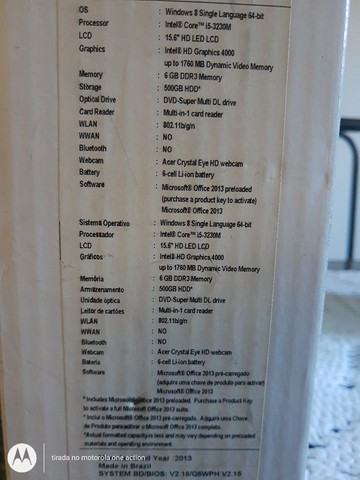 OS : Windows 8 Single Language 64-bit
Processor : Intel® Core™ i5-3230M
LCD : 15.6" HD LED LCD
Graphics : Intel® HD Graphics 4000
up to 1760 MB Dynamic Video Memory
Memory : 6 GB DDR3 Memory
Storage : 500GB HDD*
Optical Drive : DVD-Super Multi DL drive
Card Reader : Multi-in-1 card reader
WLAN : 802.11b/g/n
WWAN : NO
Bluetooth : NO
Webcam : Acer Crystal Eye HD webcam
Battery : 6-cell Li-ion battery
Software : Microsoft® Office 2013 preloaded
(purchase a product key to activate)
Microsoft® Office 2013
Sistema Operativo : Windows 8 Single Language 64-bit
Processador : Intel® Core™ i5-3230M
LCD : 15.6" HD LED LCD
Gráficos : Intel® HD Graphics 4000
up to 1760 MB Dynamic Video Memory
Memória : 6 GB DDR3 Memory
Armazenamento : 500GB HDD*
Unidade óptica : DVD-Super Multi DL drive
Leitor de cartões : Multi-in-1 card reader
WLAN : 802.11b/g/n
WWAN : NO
Bluetooth : NO
Webcam : Acer Crystal Eye HD webcam
Bateria : 6-cell Li-ion battery
Software : Microsoft® Office 2013 pré-carregado
(adquira uma chave de produto para activar)
Microsoft® Office 2013
*Includes Microsoft® Office 2013 preloaded. Purchase a Product Key
to activate a full Microsoft Office 2013 suite.
*Inclui o Microsoft® Office 2013 pré-carregado. Adquira uma Chave
de Produto para activar o Microsoft Office 2013 completo.
*Actual formatted capacity is less and may vary depending on preloaded
materials and operating environment.
Year :2013
Made in Brazil
SYSTEM BD/BIOS: V2.15/Q5WPH V2.15
tirada no motorola one action